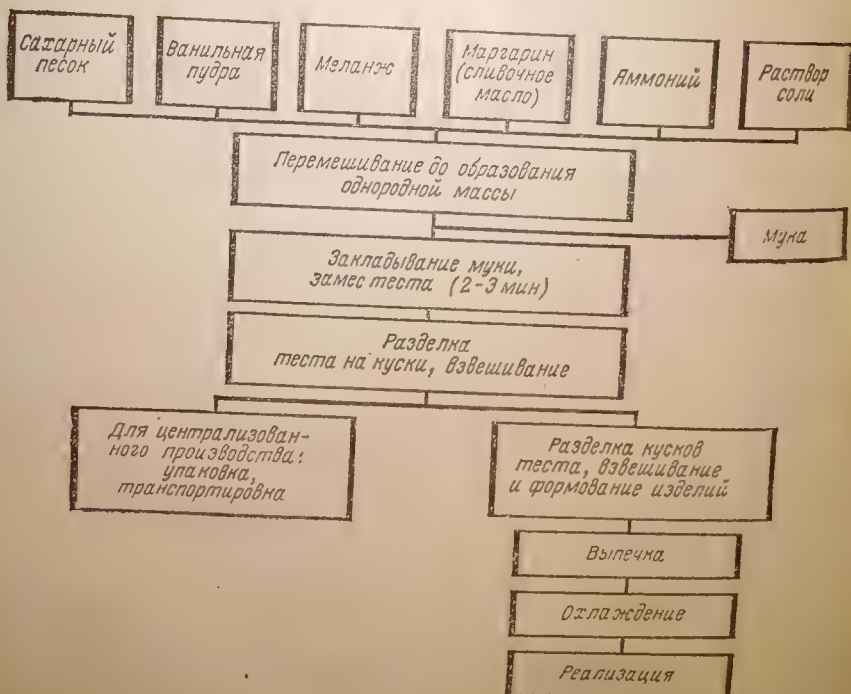 Сахарный
песок
Ванильная
пудра
Меланж
Маргарин
(сливочное
масло)
Аммоний
Раствор
соли
Перемешивание до образования
однородной массы
Мука
Закладывание муки,
замес теста (2-3 мин)
Разделка
теста на куски, взвешивание
Для централизован-
ного производства:
упаковка,
транспортировка
Разделка кусков
теста, взвешивание
и формование изделий
Выпечка
Охлаждение
Реализация